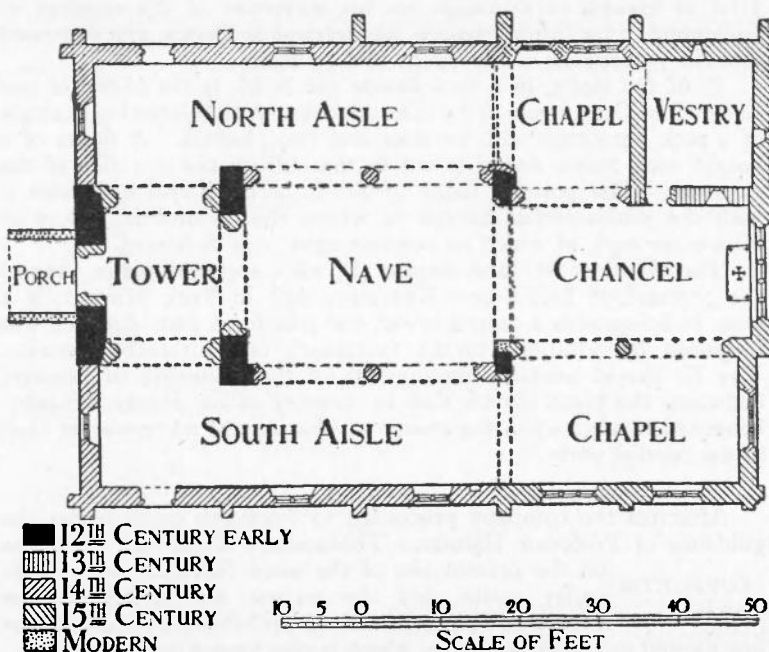 NORTH AISLE
CHAPEL
VESTRY
PORCH
TOWER
NAVE
CHANCEL
SOUTH AISLE
CHAPEL
12TH CENTURY EARLY
13TH CENTURY
14TH CENTURY
15TH CENTURY
MODERN
10 5 0 10 20 30 40 50
SCALE OF FEET